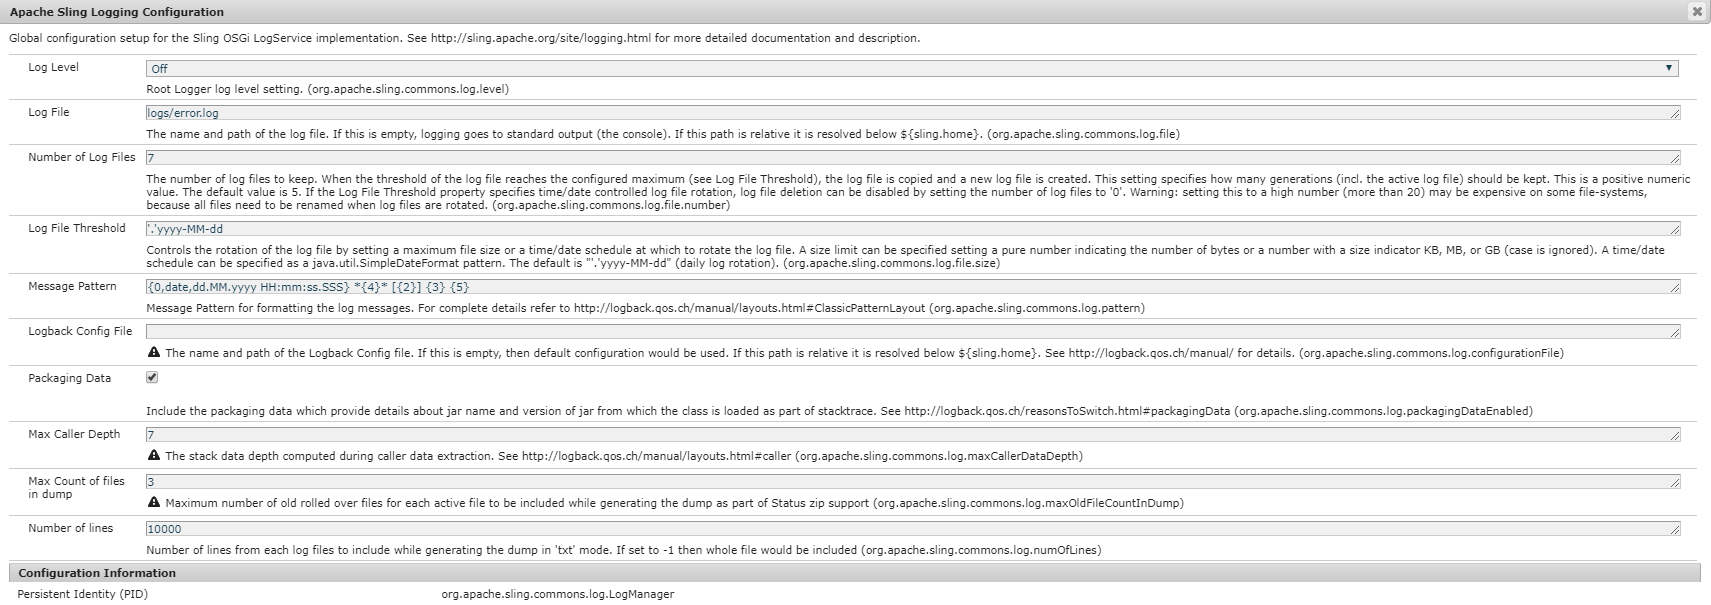 Apache Sling Logging Configuration
Global configuration setup for the Sling OSGi LogService implementation. See http://sling.apache.org/site/logging.html for more detailed documentation and description.
Log Level
Off
Root Logger log level setting. (org.apache.sling.commons.log.level)
Log File
logs/error.log
The name and path of the log file. If this is empty, logging goes to standard output (the console). If this path is relative it is resolved below ${sling.home}. (org.apache.sling.commons.log.file)
Number of Log Files
7
The number of log files to keep. When the threshold of the log file reaches the configured maximum (see Log File Threshold), the log file is copied and a new log file is created. This setting specifies how many generations (incl. the active log file) should be kept. This is a positive numeric
value. The default value is 5. If the Log File Threshold property specifies time/date controlled log file rotation, log file deletion can be disabled by setting the number of log files to '0'. Warning: setting this to a high number (more than 20) may be expensive on some file-systems,
because all files need to be renamed when log files are rotated. (org.apache.sling.commons.log.file.number)
Log File Threshold
'.'yyyy-MM-dd
Controls the rotation of the log file by setting a maximum file size or a time/date schedule at which to rotate the log file. A size limit can be specified setting a pure number indicating the number of bytes or a number with a size indicator KB, MB, or GB (case is ignored). A time/date
schedule can be specified as a java.util.SimpleDateFormat pattern. The default is "'.'yyyy-MM-dd" (daily log rotation). (org.apache.sling.commons.log.file.size)
Message Pattern
{0,date,dd.MM.yyyy HH:mm:ss.SSS} *{4}* [{2}] {3} {5}
Message Pattern for formatting the log messages. For complete details refer to http://logback.qos.ch/manual/layouts.html#ClassicPatternLayout (org.apache.sling.commons.log.pattern)
Logback Config File
The name and path of the Logback Config file. If this is empty, then default configuration would be used. If this path is relative it is resolved below ${sling.home}. See http://logback.qos.ch/manual/ for details. (org.apache.sling.commons.log.configurationFile)
Packaging Data
Include the packaging data which provide details about jar name and version of jar from which the class is loaded as part of stacktrace. See http://logback.qos.ch/reasonsToSwitch.html#packagingData (org.apache.sling.commons.log.packagingDataEnabled)
Max Caller Depth
7
The stack data depth computed during caller data extraction. See http://logback.qos.ch/manual/layouts.html#caller (org.apache.sling.commons.log.maxCallerDataDepth)
Max Count of files
in dump
3
Maximum number of old rolled over files for each active file to be included while generating the dump as part of Status zip support (org.apache.sling.commons.log.maxOldFileCountInDump)
Number of lines
10000
Number of lines from each log files to include while generating the dump in 'txt' mode. If set to -1 then whole file would be included (org.apache.sling.commons.log.numOfLines)
Configuration Information
Persistent Identity (PID)
org.apache.sling.commons.log.LogManager